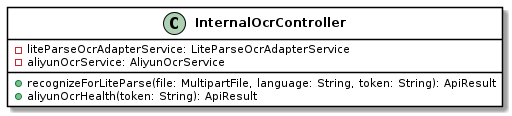 C InternalOcrController
liteParseOcrAdapterService: LiteParseOcrAdapterService
aliyunOcrService: AliyunOcrService
recognizeForLiteParse(file: MultipartFile, language: String, token: String): ApiResult
aliyunOcrHealth(token: String): ApiResult